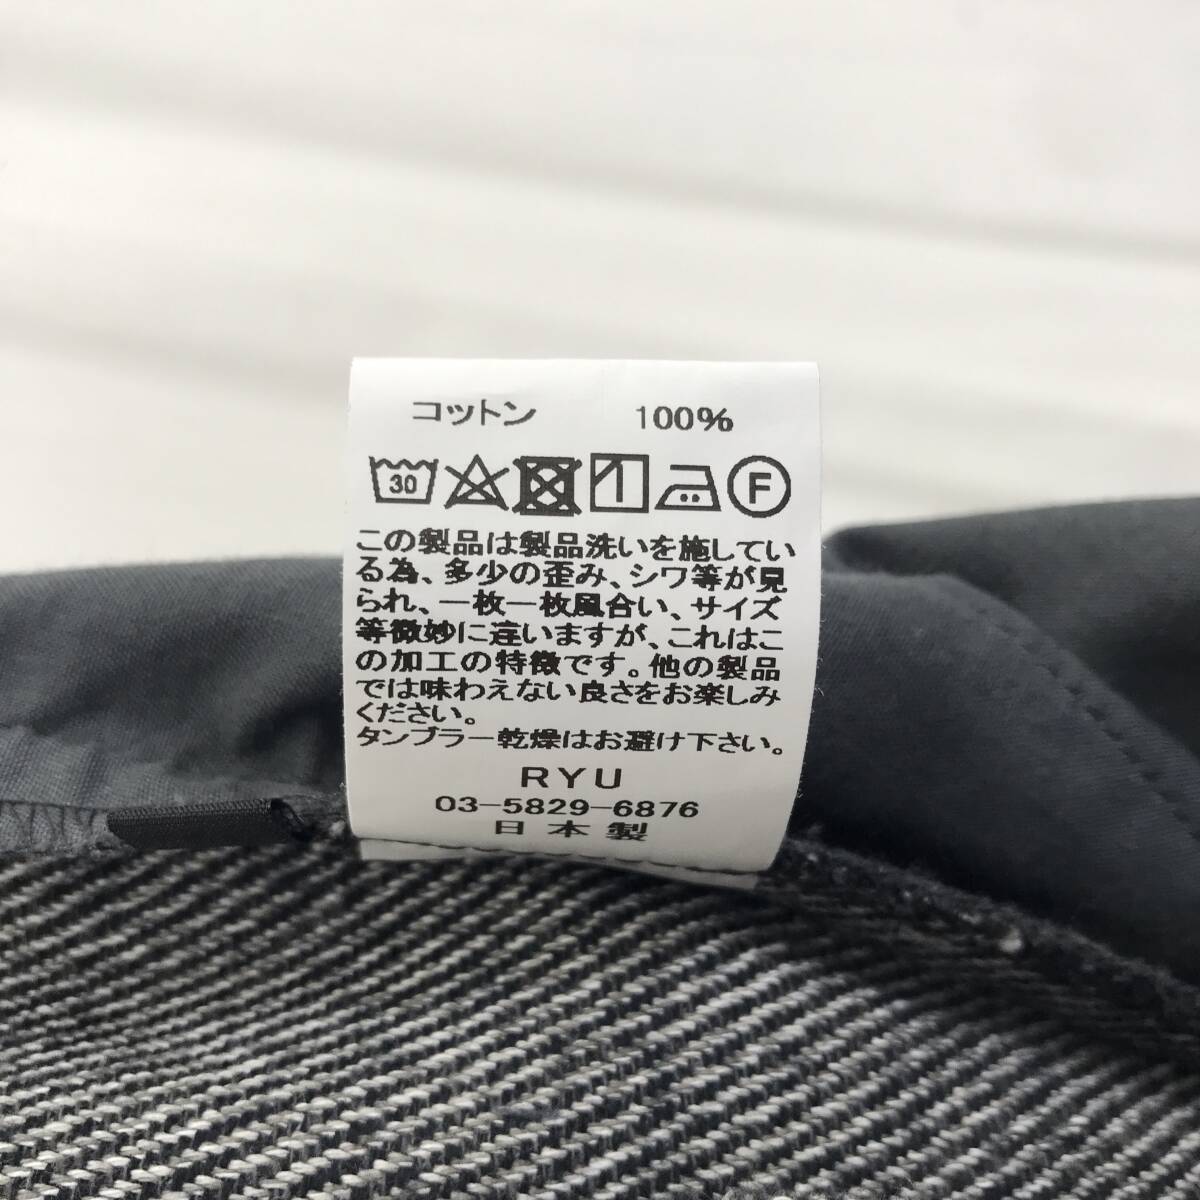 コットン 100%
30 F
この製品は製品洗いを施してい
る為、多少の歪み、シワ等が見
られ、一枚一枚風合い、サイズ
等微妙に違いますが、これはこ
の加工の特徴です。他の製品
では味わえない良さをお楽しみ
ください。
タンブラー乾燥はお避け下さい。
RYU
03-5829-6876
日本製